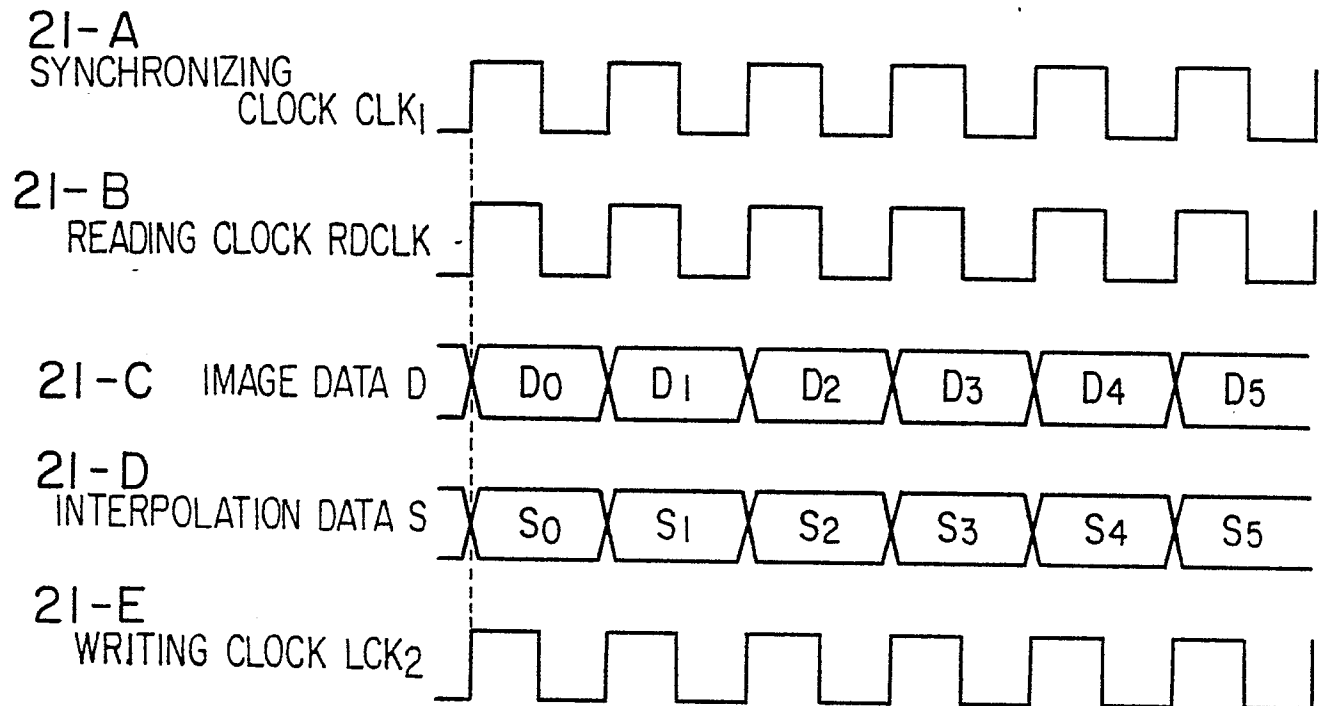 21-A
SYNCHRONIZING
CLOCK CLK1
21-B
READING CLOCK RDCLK
21-C IMAGE DATA D D0 D1 D2 D3 D4 D5
21-D
INTERPOLATION DATA S S0 S1 S2 S3 S4 S5
21-E
WRITING CLOCK LCK2